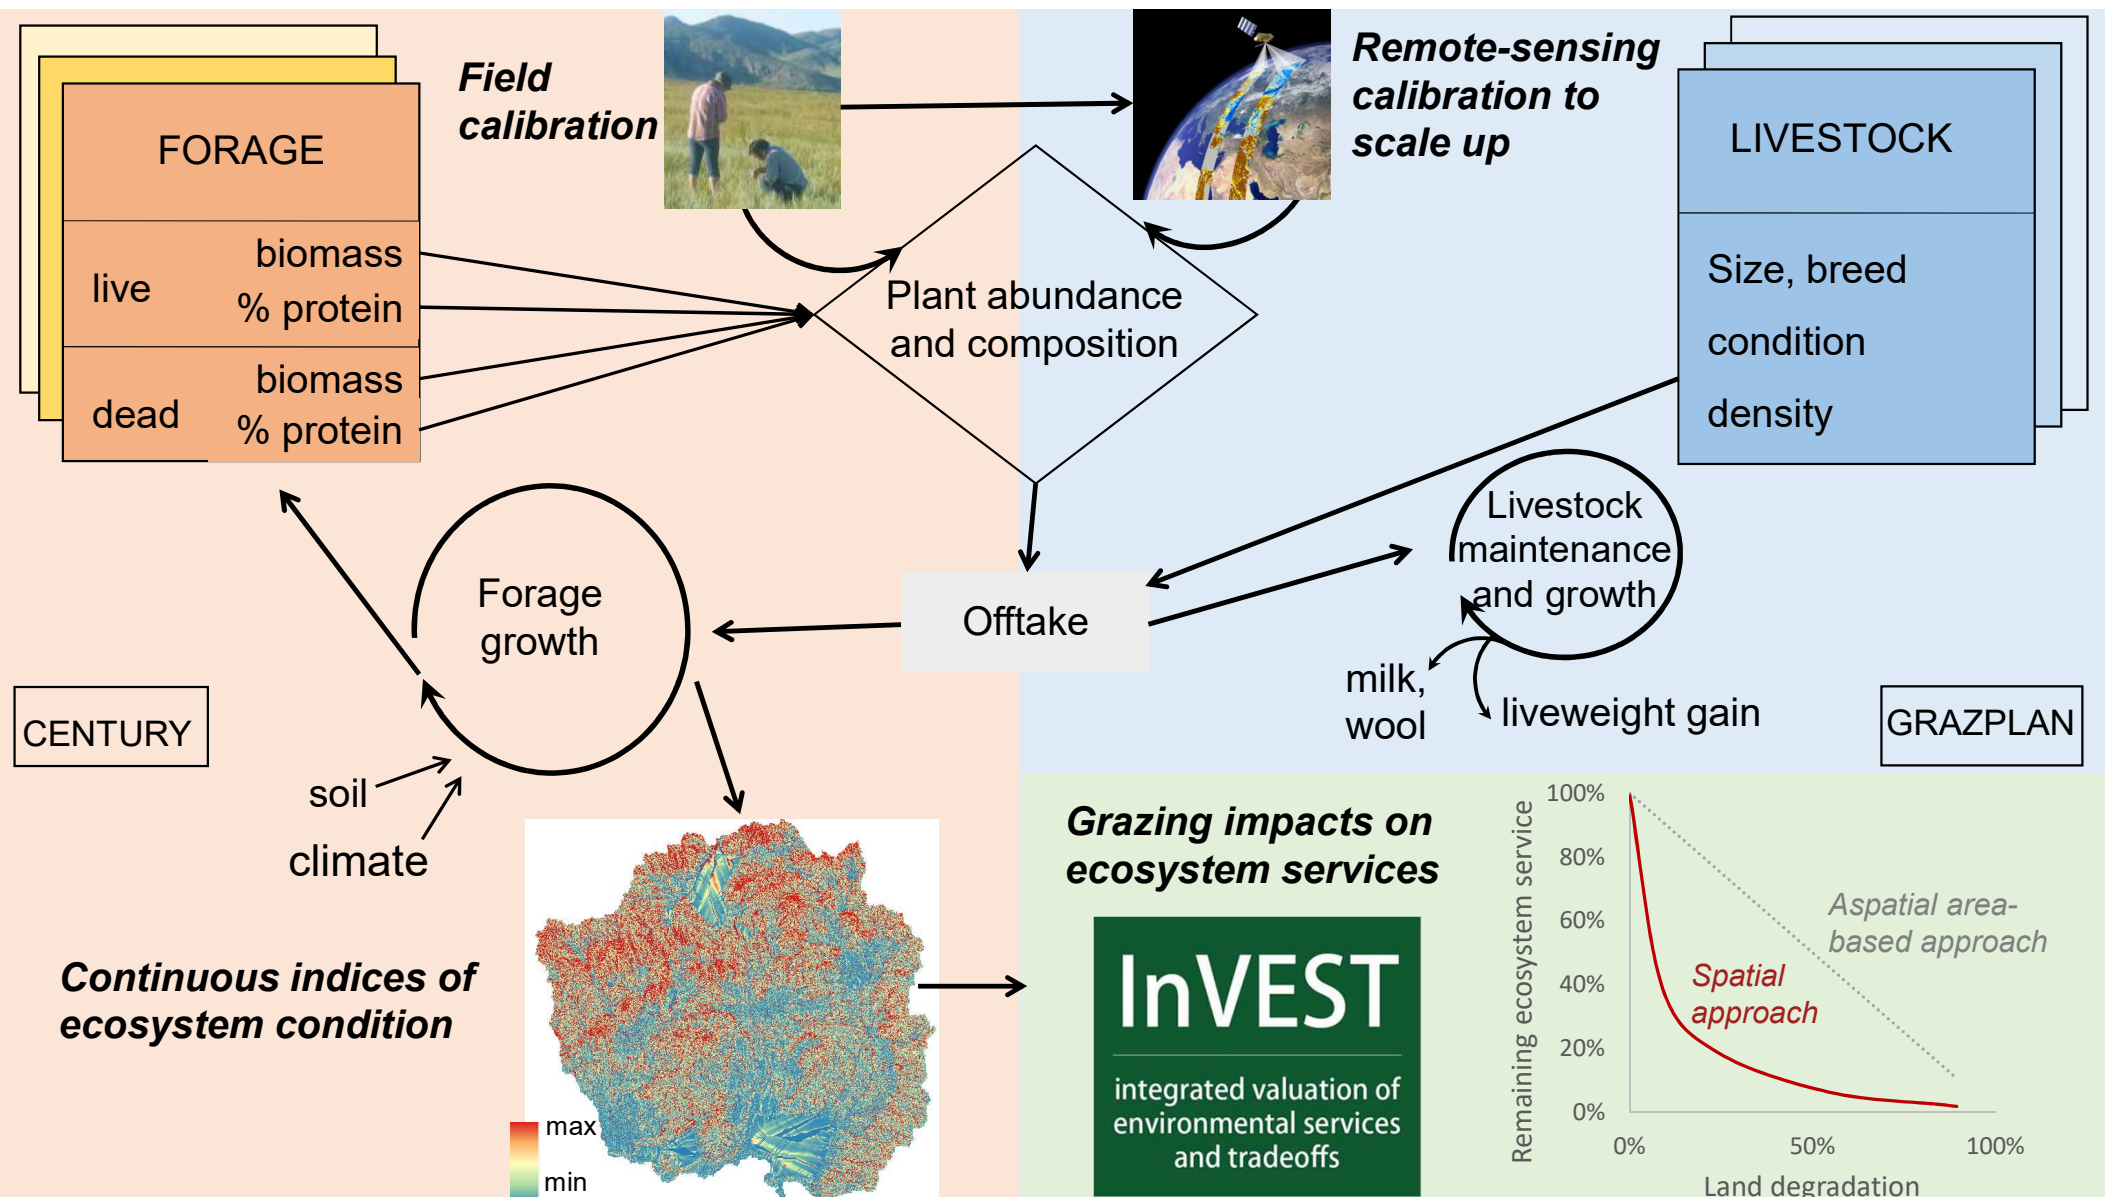 Field
calibration
Remote-sensing
calibration to
scale up
FORAGE
live
biomass
% protein
dead
biomass
% protein
LIVESTOCK
Size, breed
condition
density
Plant abundance
and composition
Forage
growth
Offtake
Livestock
maintenance
and growth
milk,
wool
liveweight gain
CENTURY
GRAZPLAN
soil
climate
Continuous indices of
ecosystem condition
max
min
Grazing impacts on
ecosystem services
InVEST
integrated valuation of
environmental services
and tradeoffs
Remaining ecosystem service
100%
80%
60%
40%
20%
0%
Aspatial area-
based approach
Spatial
approach
0%
50%
100%
Land degradation